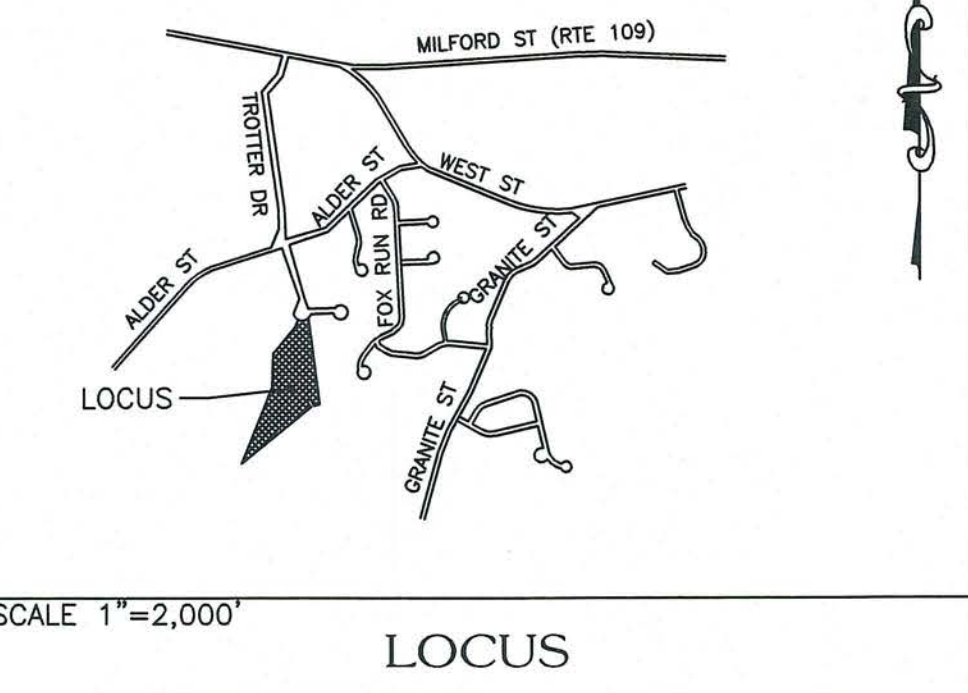 MILFORD ST (RTE 109)
TROTTER DR
ALDER ST
WEST ST
FOX RUN RD
GRANITE ST
ALDER ST
LOCUS
GRANITE ST
SCALE 1"=2,000'
LOCUS